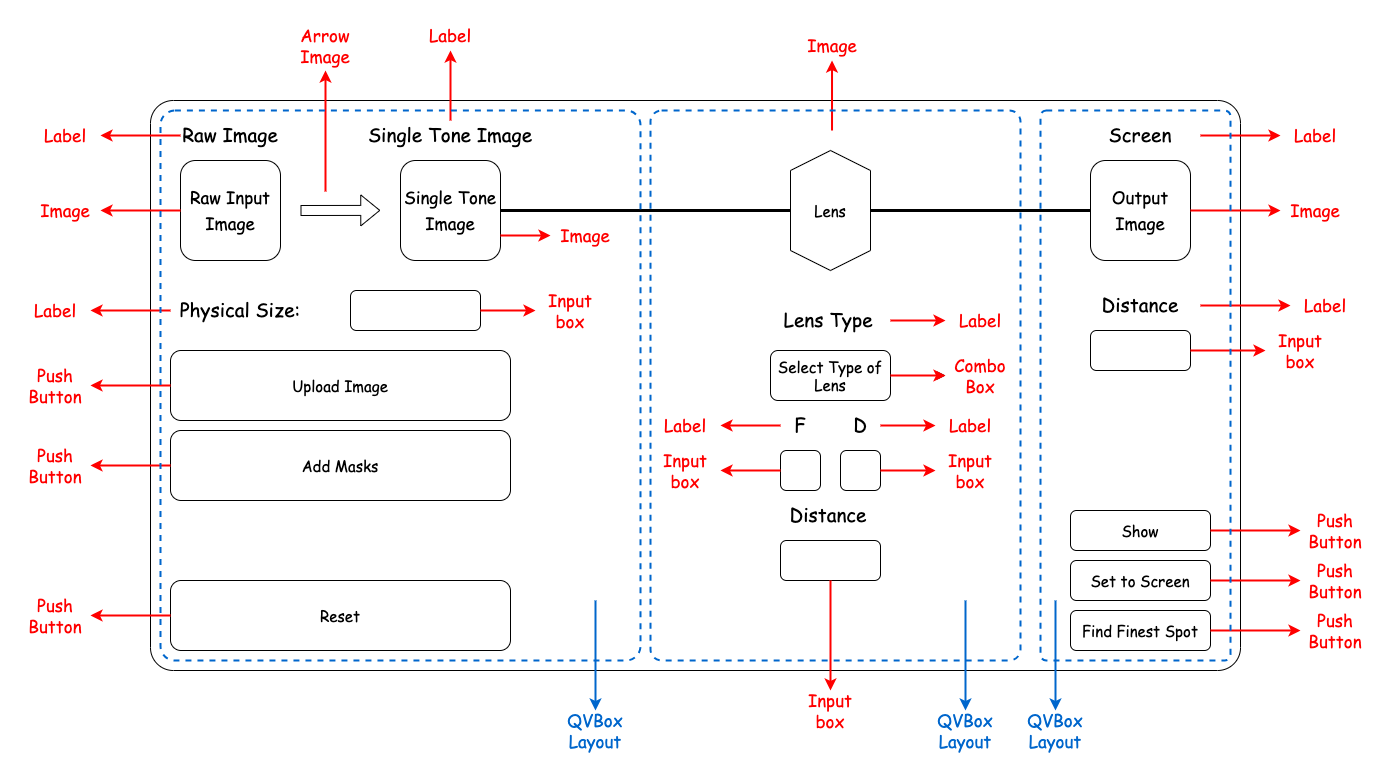 Arrow
Image
Label
Image
Label
Raw Image
Single Tone Image
Screen
Label
Image
Raw Input
Image
Single Tone
Image
Image
Lens
Output
Image
Image
Label
Physical Size:
Input
box
Lens Type
Label
Distance
Label
Input
box
Push
Button
Upload Image
Select Type of
Lens
Combo
Box
Label
F
D
Label
Push
Button
Add Masks
Input
box
Input
box
Distance
Show
Push
Button
Set to Screen
Push
Button
Push
Button
Reset
Find Finest Spot
Push
Button
Input
box
QVBox
Layout
QVBox
Layout
QVBox
Layout